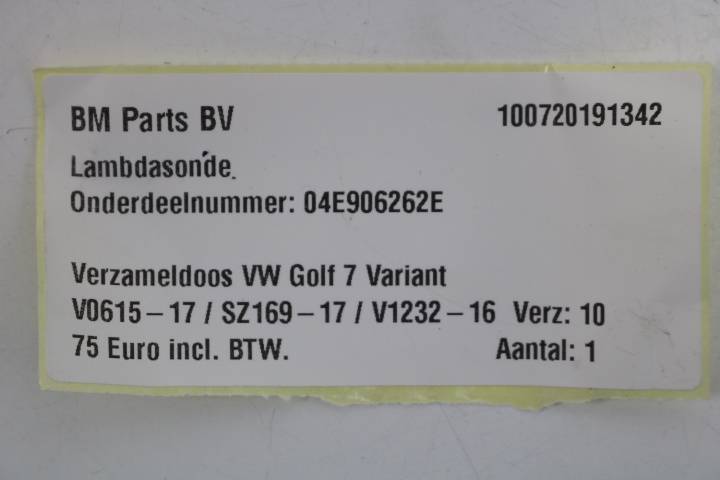 BM Parts BV 100720191342
Lambdasonde.
Onderdeelnummer: 04E906262E
Verzameldoos VW Golf 7 Variant
V0615-17 / SZ169-17 / V1232-16 Verz: 10
75 Euro incl. BTW. Aantal: 1